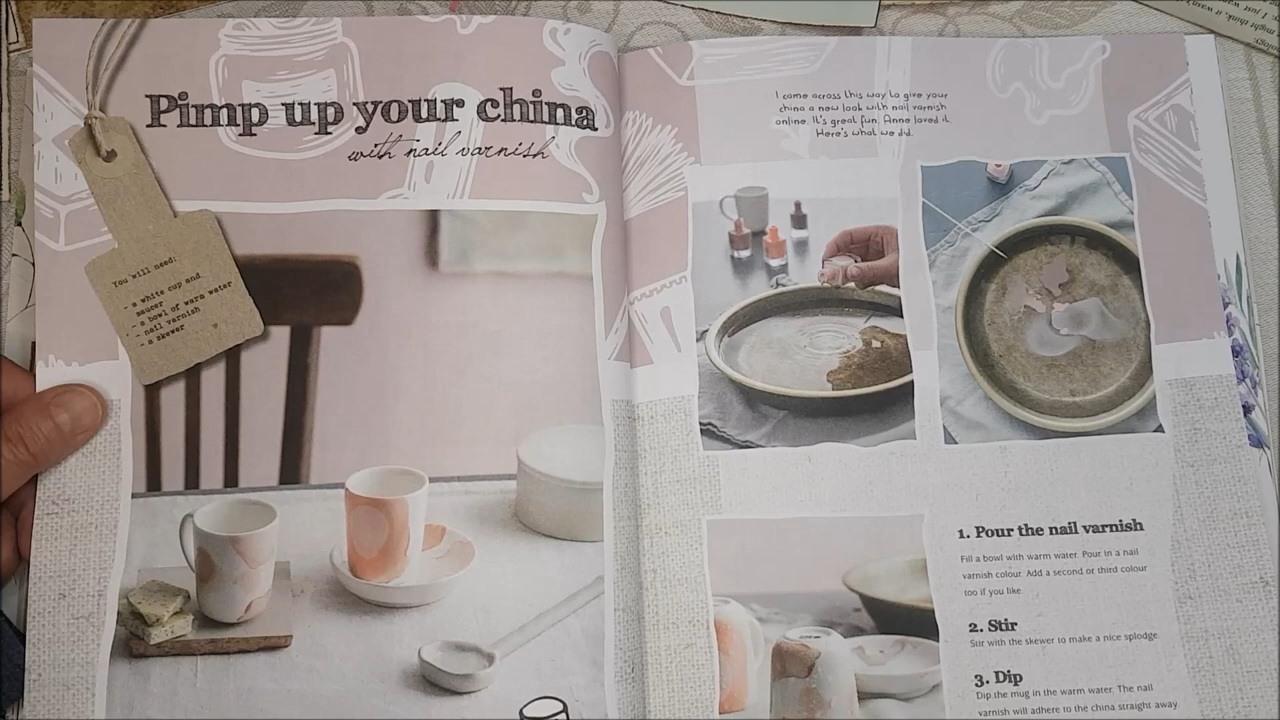 Pimp up your china
with nail varnish
You will need:
- a white cup and
saucer
- a bowl of warm water
- nail varnish
- a skewer
I came across this way to give your
china a new look with nail varnish
online. It's great fun, Anne loved it.
Here's what we did.
1. Pour the nail varnish
Fill a bowl with warm water. Pour in a nail
varnish colour. Add a second or third colour
too if you like.
2. Stir
Stir with the skewer to make a nice splodge.
3. Dip
Dip the mug in the warm water. The nail
varnish will adhere to the china straight away